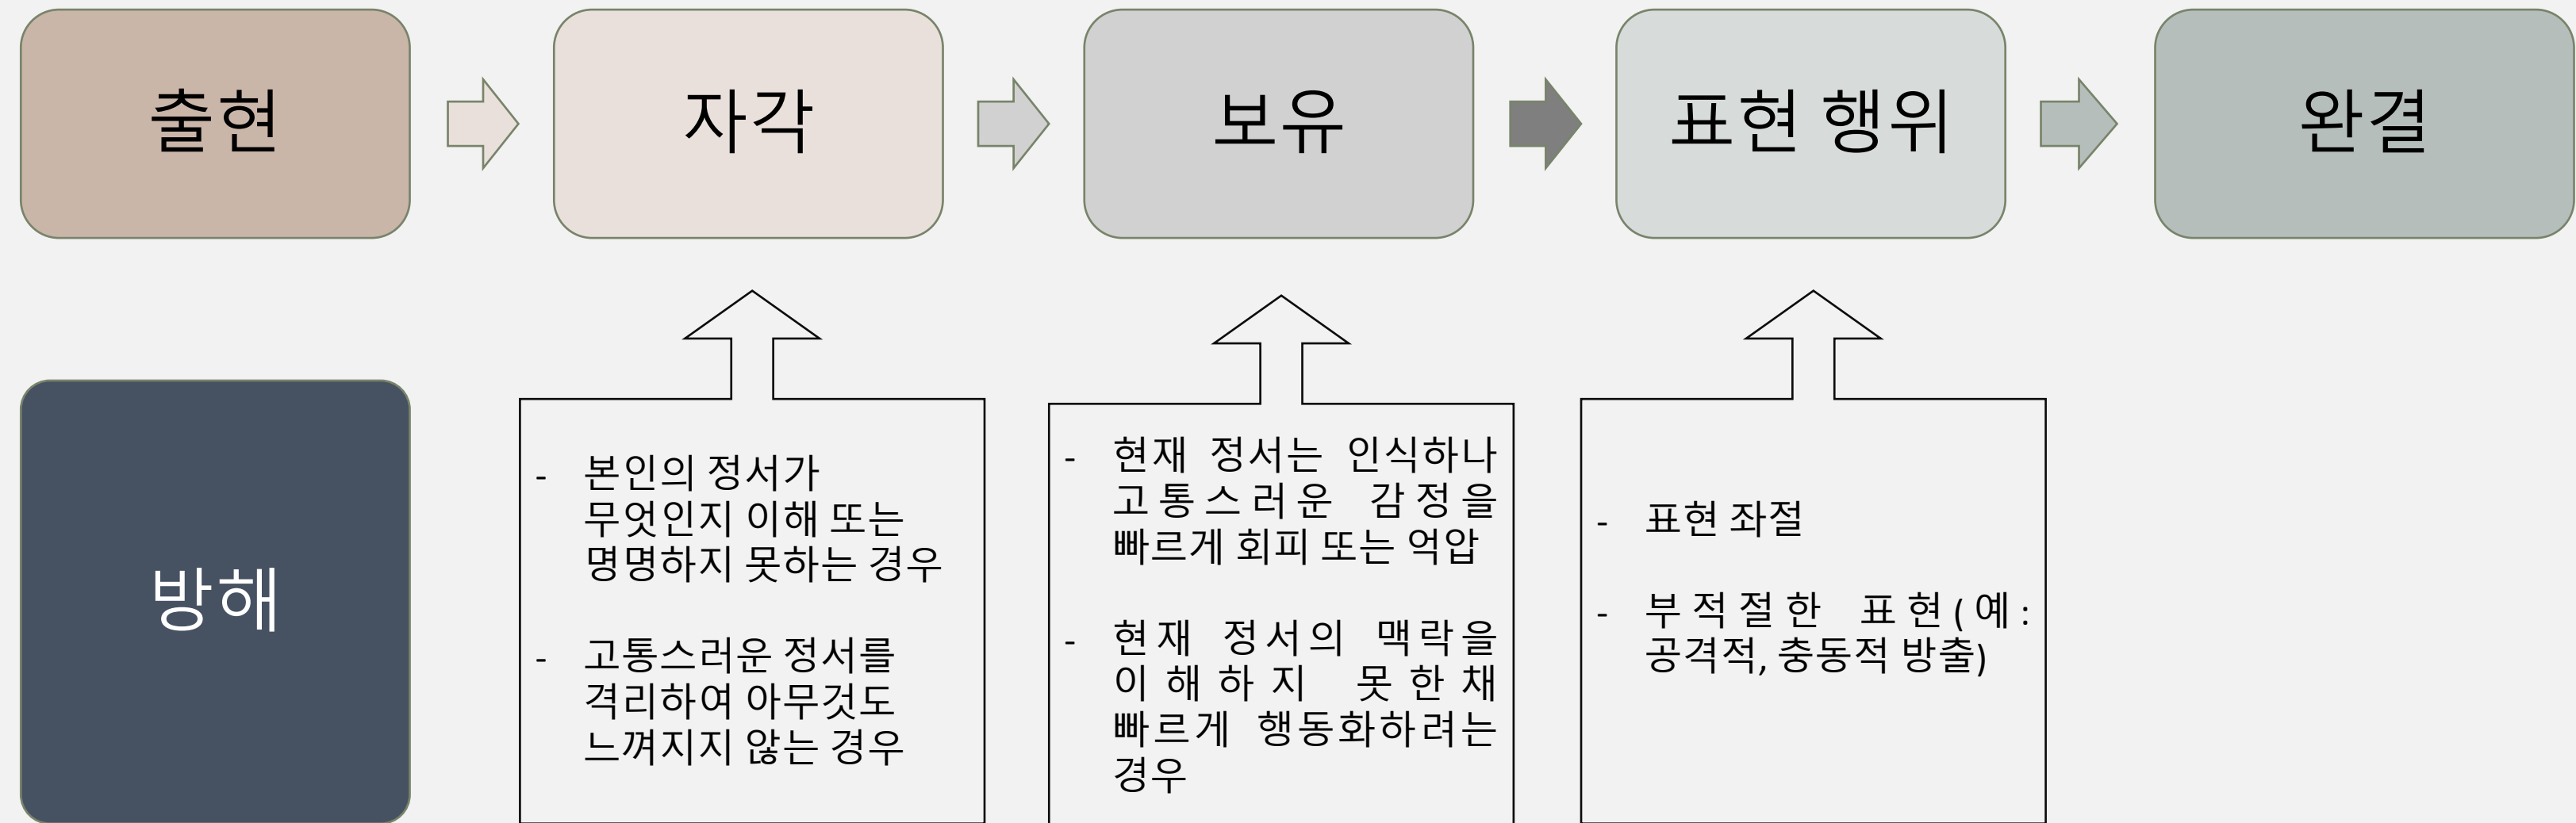 출현
자각
보유
표현 행위
완결
방해
- 본인의 정서가
무엇인지 이해 또는
명명하지 못하는 경우
- 고통스러운 정서를
격리하여 아무것도
느껴지지 않는 경우
- 현재 정서는 인식하나
고통스러운 감정을
빠르게 회피 또는 억압
- 현재 정서의 맥락을
이해하지 못한채
빠르게 행동화하려는
경우
- 표현 좌절
- 부적절한 표현(예:
공격적, 충동적 방출)